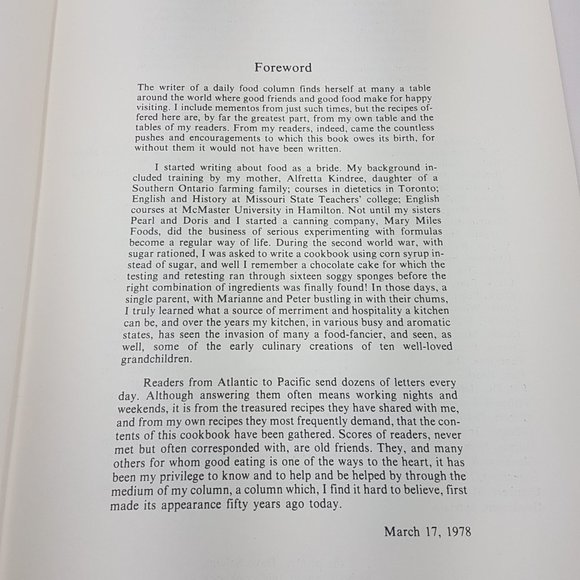 Foreword
The writer of a daily food column finds herself at many a table
around the world where good friends and good food make for happy
visiting. I include mementos from just such times, but the recipes of-
fered here are, by far the greatest part, from my own table and the
tables of my readers. From my readers, indeed, came the countless
pushes and encouragements to which this book owes its birth, for
without them it would not have been written.
I started writing about food as a bride. My background in-
cluded training by my mother, Alfretta Kindree, daughter of a
Southern Ontario farming family; courses in dietetics in Toronto;
English and History at Missouri State Teachers' college; English
courses at McMaster University in Hamilton. Not until my sisters
Pearl and Doris and I started a canning company, Mary Miles
Foods, did the business of serious experimenting with formulas
become a regular way of life. During the second world war, with
sugar rationed, I was asked to write a cookbook using corn syrup in-
stead of sugar, and well I remember a chocolate cake for which the
testing and retesting ran through sixteen soggy sponges before the
right combination of ingredients was finally found! In those days, a
single parent, with Marianne and Peter bustling in with their chums,
I truly learned what a source of merriment and hospitality a kitchen
can be, and over the years my kitchen, in various busy and aromatic
states, has seen the invasion of many a food-fancier, and seen, as
well, some of the early culinary creations of ten well-loved
grandchildren.
Readers from Atlantic to Pacific send dozens of letters every
day. Although answering them often means working nights and
weekends, it is from the treasured recipes they have shared with me,
and from my own recipes they most frequently demand, that the con-
tents of this cookbook have been gathered. Scores of readers, never
met but often corresponded with, are old friends. They, and many
others for whom good eating is one of the ways to the heart, it has
been my privilege to know and to help and be helped by through the
medium of my column, a column which, I find it hard to believe, first
made its appearance fifty years ago today.
March 17, 1978